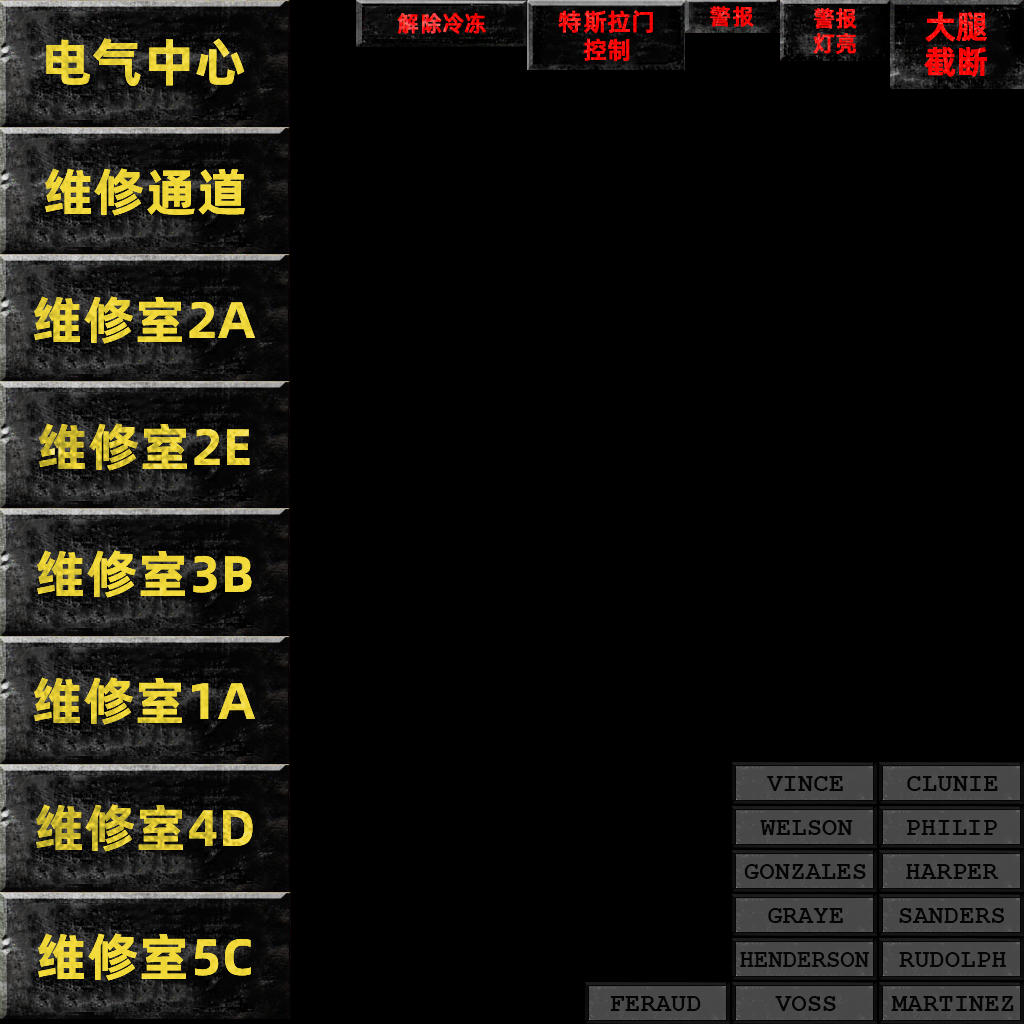 电气中心
维修通道
维修室2A
维修室2E
维修室3B
维修室1A
维修室4D
维修室5C
解除冷冻
特斯拉门
控制
警报
警报
灯亮
大腿
截断
VINCE
CLUNIE
WELSON
PHILIP
GONZALES
HARPER
GRAYE
SANDERS
HENDERSON
RUDOLPH
FERAUD
VOSS
MARTINEZ